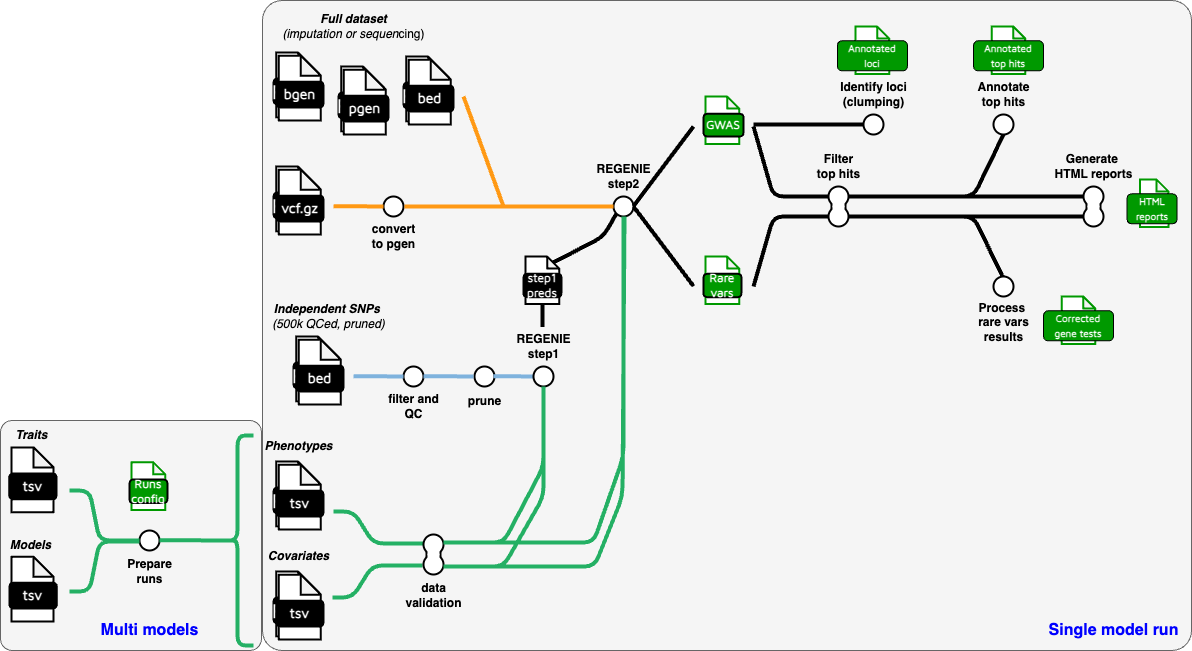 Full dataset
(imputation or sequencing)
bgen
pgen
bed
vcf.gz
convert
to pgen
REGENIE
step2
step1
preds
Independent SNPs
(500k QCed, pruned)
bed
filter and
QC
prune
REGENIE
step1
GWAS
Rare
vars
Annotated
loci
Identify loci
(clumping)
Annotated
top hits
Annotate
top hits
Filter
top hits
Generate
HTML reports
HTML
reports
Process
rare vars
results
Corrected
gene tests
Traits
tsv
Models
tsv
Runs
config
Prepare
runs
Multi models
Phenotypes
tsv
Covariates
tsv
data
validation
Single model run